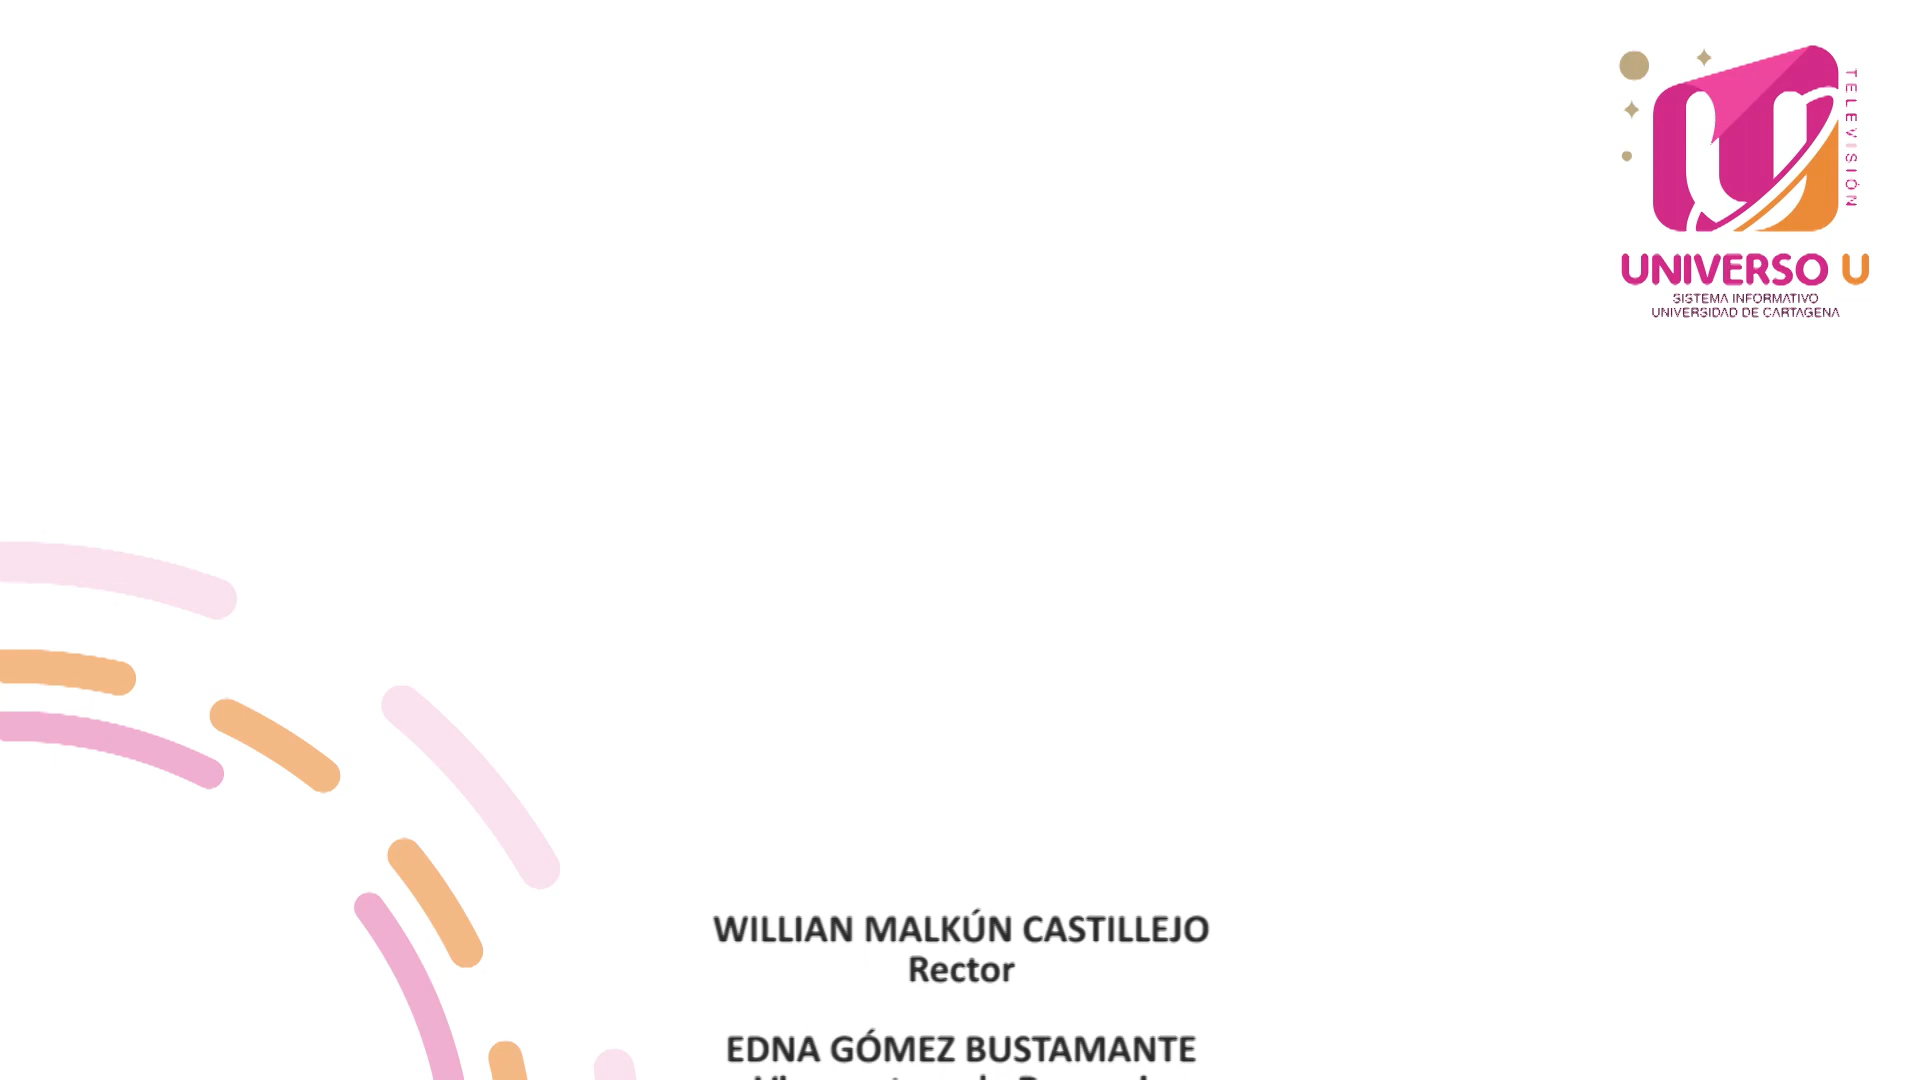 TELEVISIÓN
UNIVERSO U
SISTEMA INFORMATIVO
UNIVERSIDAD DE CARTAGENA
WILLIAN MALKÚN CASTILLEJO
Rector
EDNA GÓMEZ BUSTAMANTE